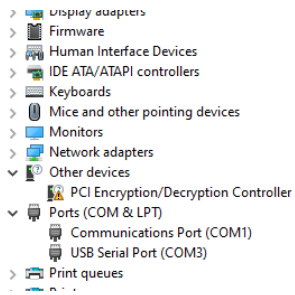 Display adapters
Firmware
Human Interface Devices
IDE ATA/ATAPI controllers
Keyboards
Mice and other pointing devices
Monitors
Network adapters
Other devices
PCI Encryption/Decryption Controller
Ports (COM & LPT)
Communications Port (COM1)
USB Serial Port (COM3)
Print queues